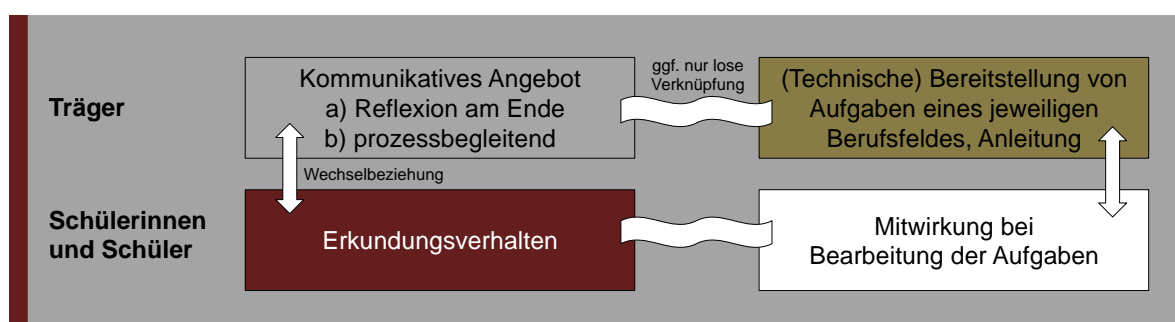 Träger
Kommunikatives Angebot
a) Reflexion am Ende
b) prozessbegleitend
ggf. nur lose
Verknüpfung
(Technische) Bereitstellung von
Aufgaben eines jeweiligen
Berufsfeldes, Anleitung
Wechselbeziehung
Schülerinnen
und Schüler
Erkundungsverhalten
Mitwirkung bei
Bearbeitung der Aufgaben